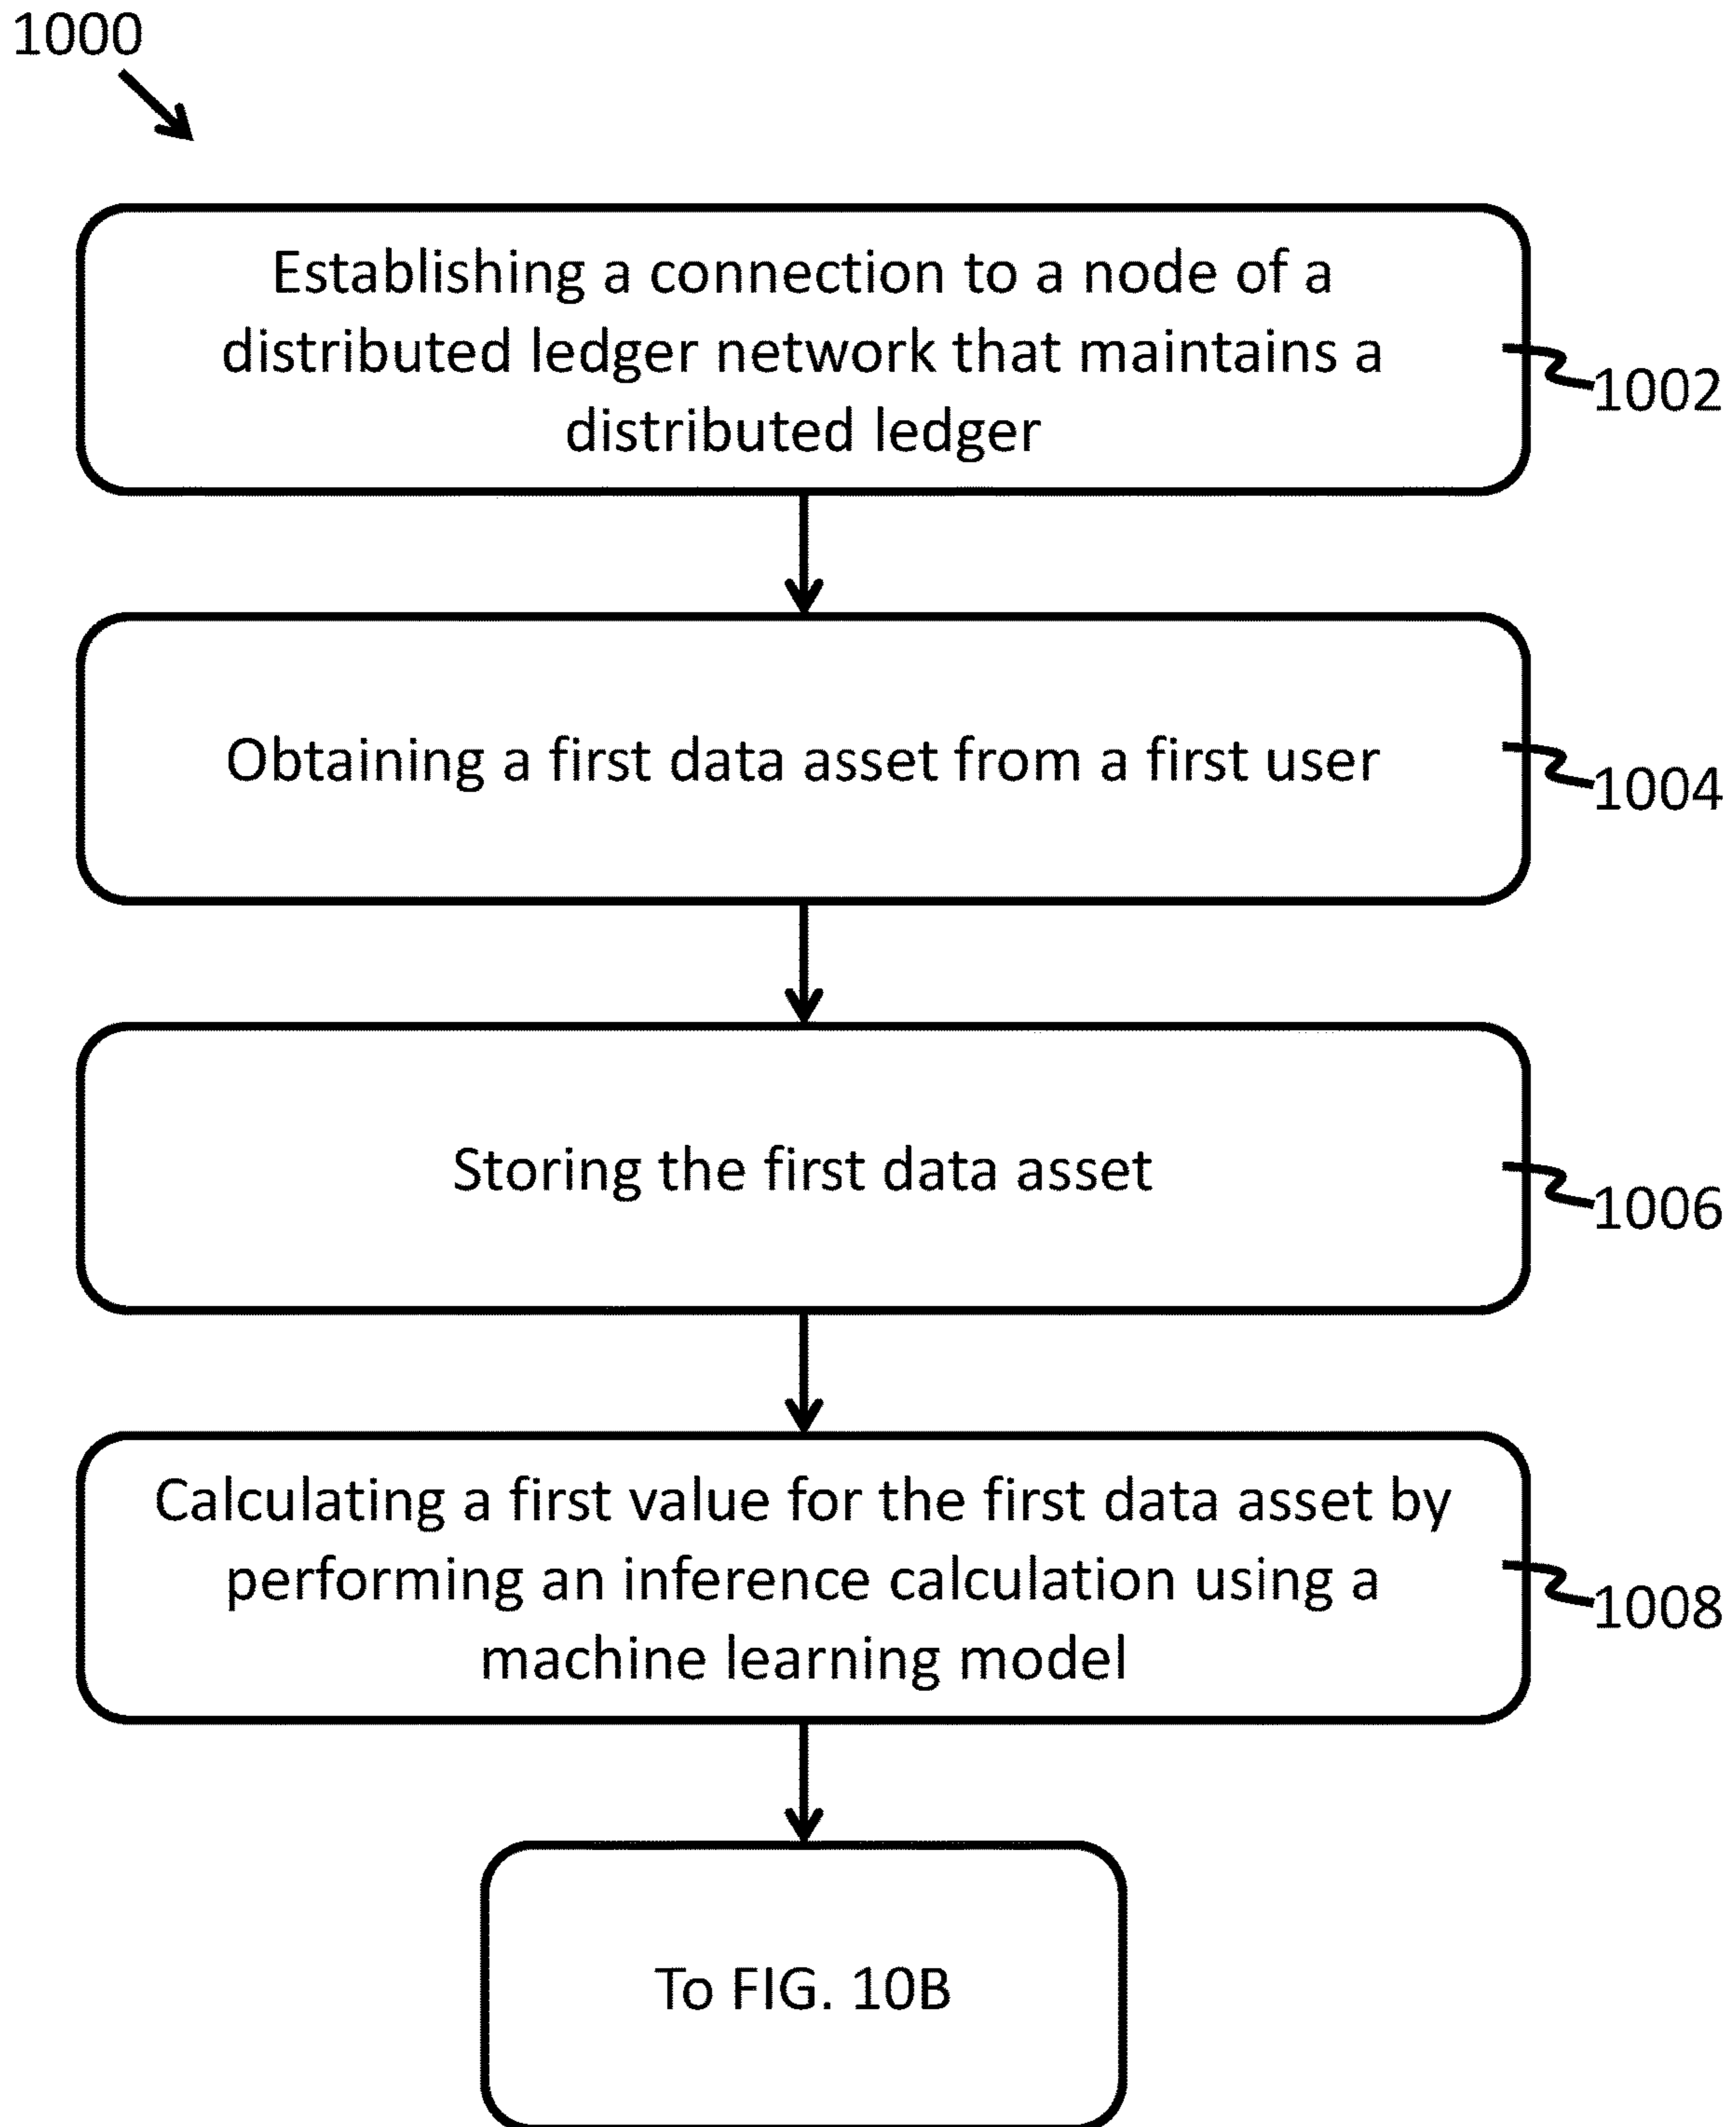 1000
Establishing a connection to a node of a
distributed ledger network that maintains a
distributed ledger
1002
Obtaining a first data asset from a first user
1004
Storing the first data asset
1006
Calculating a first value for the first data asset by
performing an inference calculation using a
machine learning model
1008
To FIG. 10B